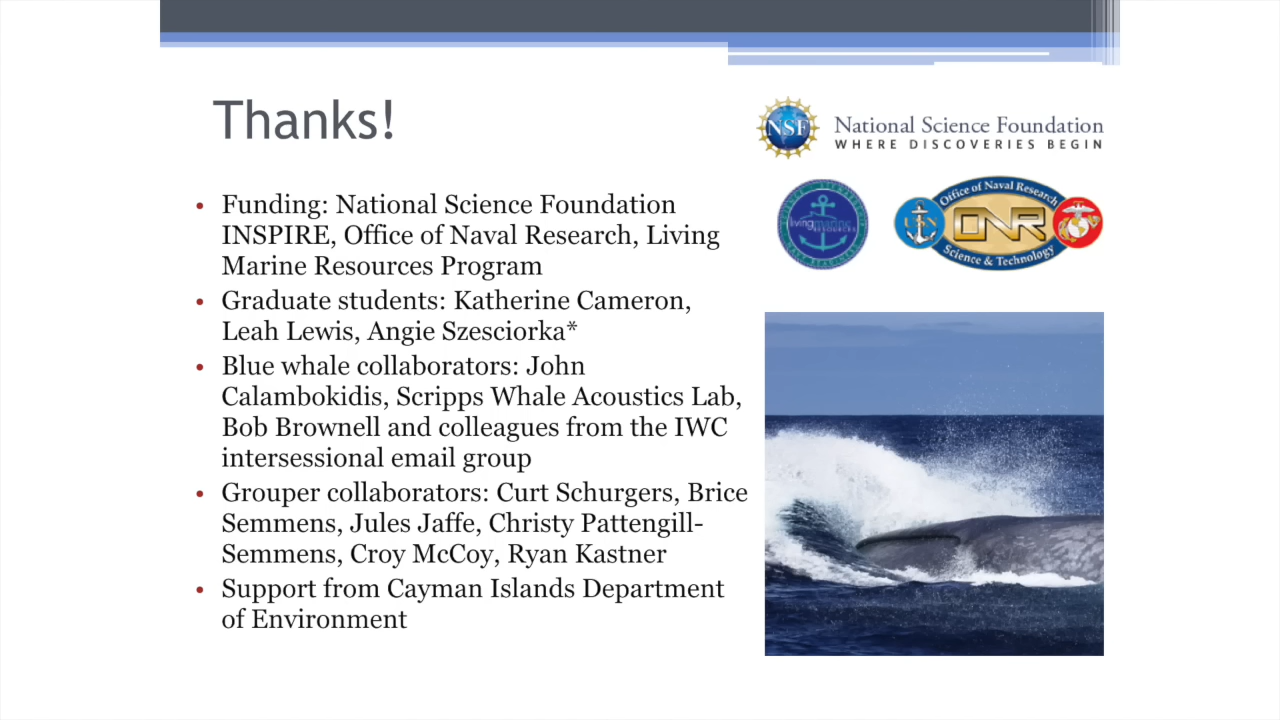 Thanks!
NSF
National Science Foundation
WHERE DISCOVERIES BEGIN
livingmarine
RESOURCES
Office of Naval Research
ONR
Science & Technology
• Funding: National Science Foundation
INSPIRE, Office of Naval Research, Living
Marine Resources Program
• Graduate students: Katherine Cameron,
Leah Lewis, Angie Szesciorka*
• Blue whale collaborators: John
Calambokidis, Scripps Whale Acoustics Lab,
Bob Brownell and colleagues from the IWC
intersessional email group
• Grouper collaborators: Curt Schurgers, Brice
Semmens, Jules Jaffe, Christy Pattengill-
Semmens, Croy McCoy, Ryan Kastner
• Support from Cayman Islands Department
of Environment